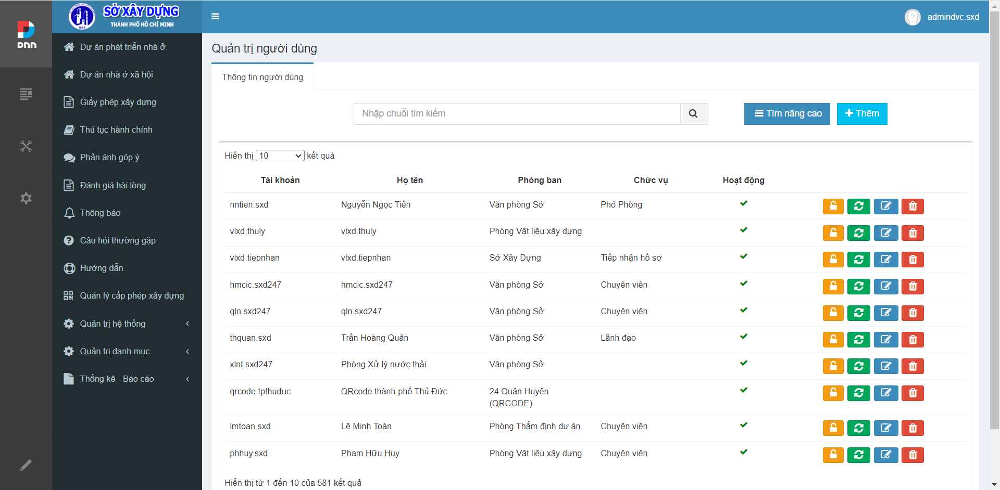 SỞ XÂY DỰNG
THÀNH PHỐ HỒ CHÍ MINH
HDC
admindvc.sxd
Dnn
Dự án phát triển nhà ở
Dự án nhà ở xã hội
Giấy phép xây dựng
Thủ tục hành chính
Phản ánh góp ý
Đánh giá hài lòng
Thông báo
Câu hỏi thường gặp
Hướng dẫn
Quản lý cấp phép xây dựng
Quản trị hệ thống
Quản trị danh mục
Thống kê - Báo cáo
Quản trị người dùng
Thông tin người dùng
Nhập chuỗi tìm kiếm
Tìm nâng cao
Thêm
Hiển thị 10 kết quả
Tài khoản Họ tên Phòng ban Chức vụ Hoạt động
nntien.sxd Nguyễn Ngọc Tiến Văn phòng Sở Phó Phòng
vlxd.thuly vlxd.thuly Phòng Vật liệu xây dựng
vlxd.tiepnhan vlxd.tiepnhan Sở Xây Dựng Tiếp nhận hồ sơ
hmcic.sxd247 hmcic.sxd247 Văn phòng Sở Chuyên viên
qln.sxd247 qln.sxd247 Văn phòng Sở Chuyên viên
thquan.sxd Trần Hoàng Quân Văn phòng Sở Lãnh đạo
xlnt.sxd247 Phòng Xử lý nước thải Văn phòng Sở
qrcode.tpthuduc QRcode thành phố Thủ Đức 24 Quận Huyện
(QRCODE)
lmtoan.sxd Lê Minh Toàn Phòng Thẩm định dự án Chuyên viên
phhuy.sxd Phạm Hữu Huy Phòng Vật liệu xây dựng Chuyên viên
Hiển thị từ 1 đến 10 của 581 kết quả